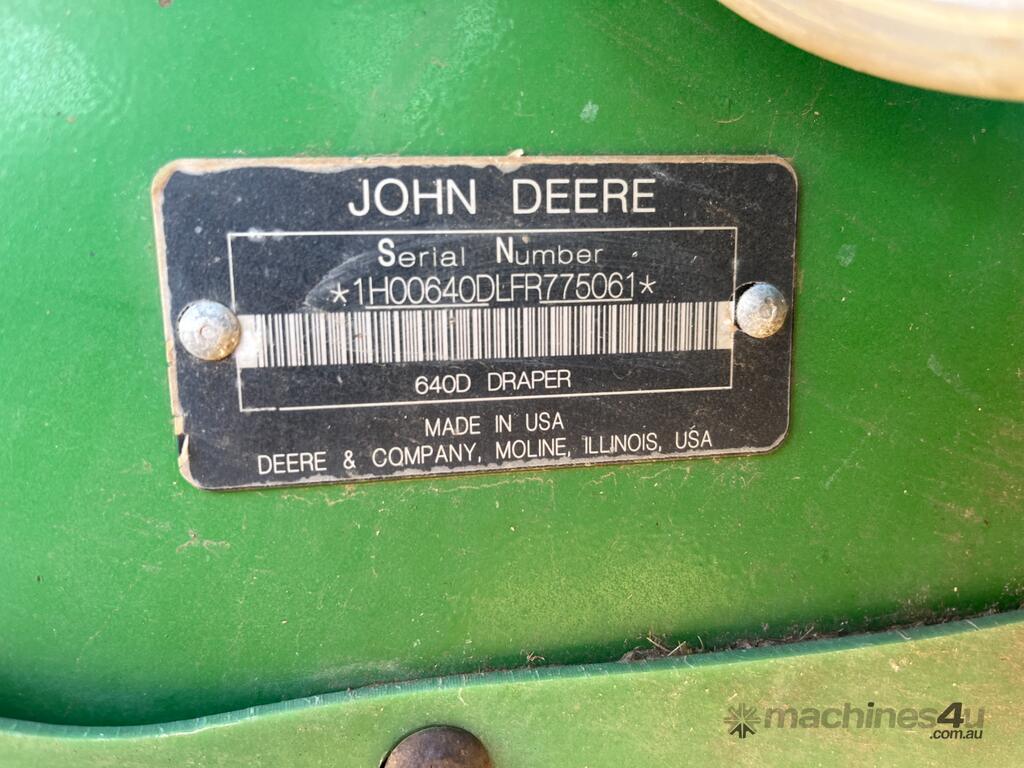 JOHN DEERE
Serial Number
*1H00640DLFR775061*
640D DRAPER
MADE IN USA
DEERE & COMPANY, MOLINE, ILLINOIS, USA
machines4u
.com.au